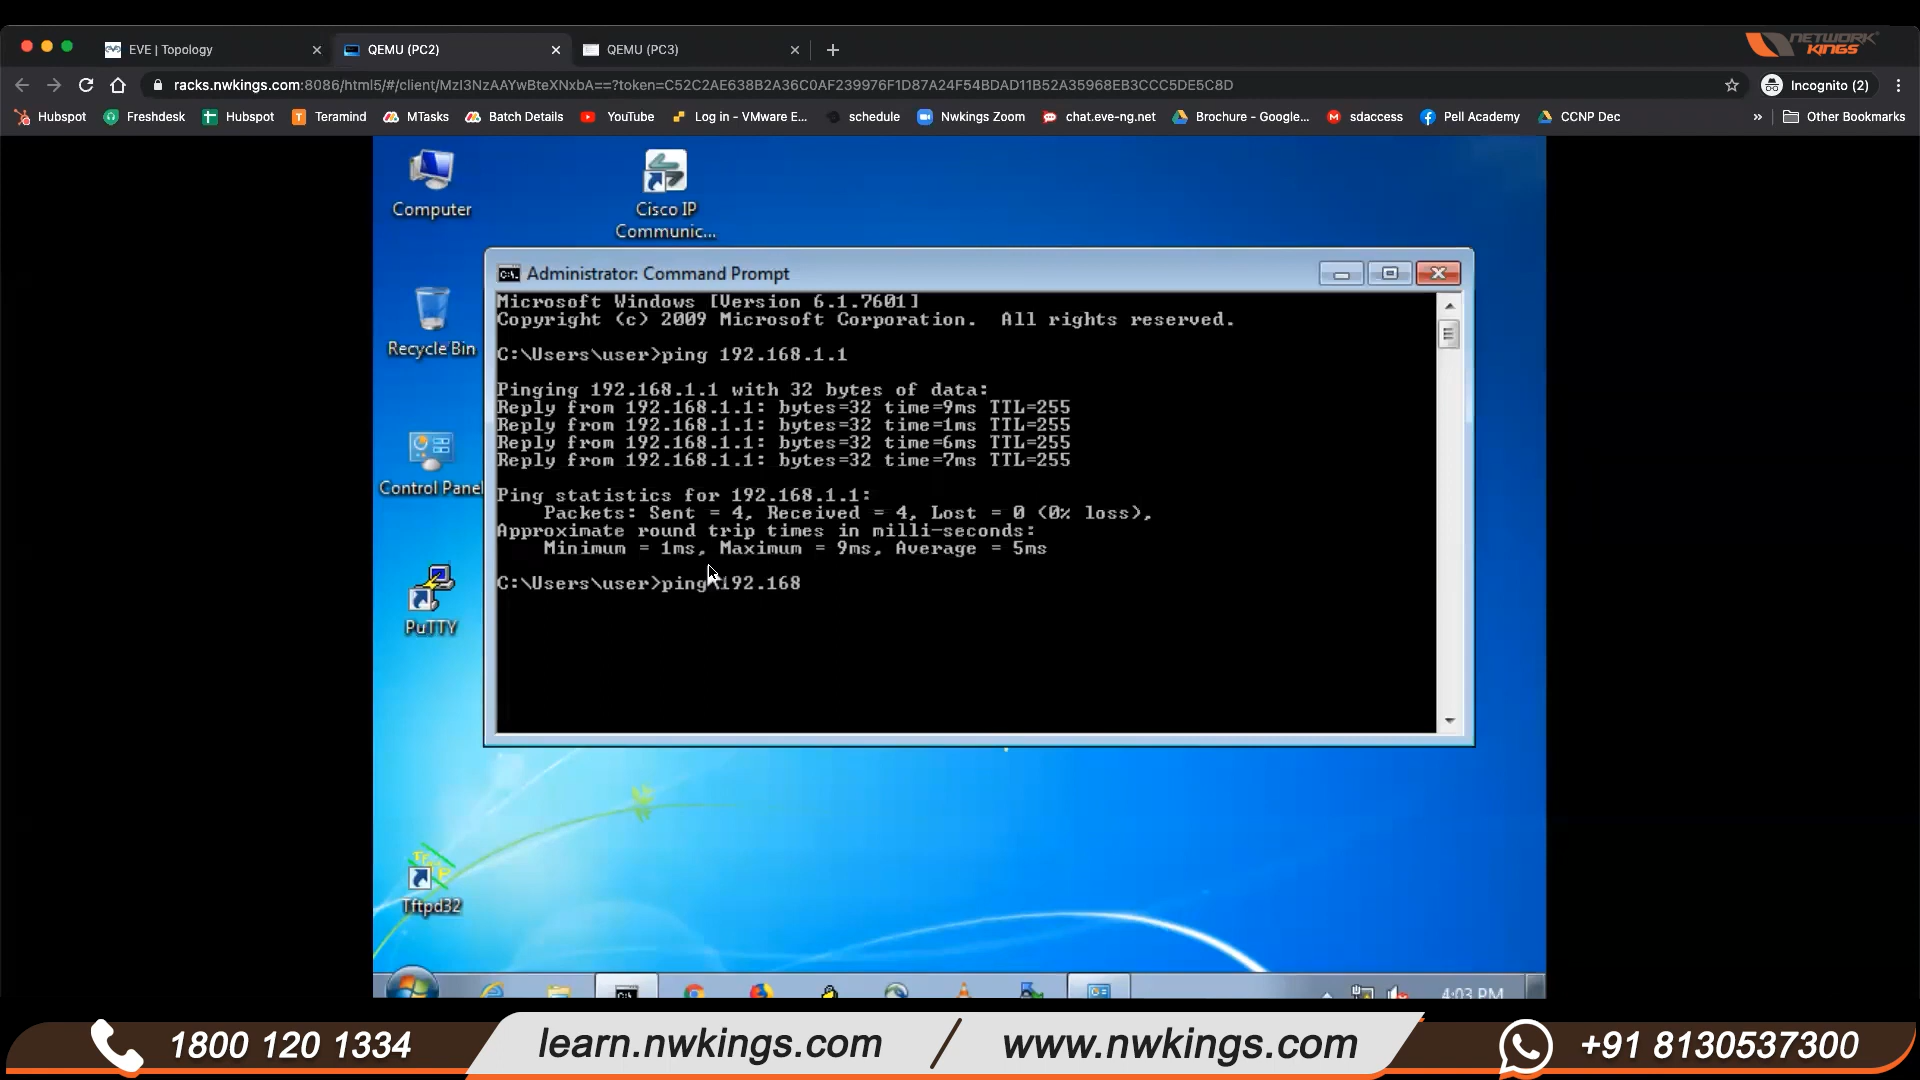 EVE | Topology
QEMU (PC2)
QEMU (PC3)
NETWORK
KINGS
racks.nwkings.com:8086/html5/#/client/MzI3NzAAYwBteXNxbA==?token=C52C2AE638B2A36C0AF239976F1D87A24F54BDAD11B52A35968EB3CCC5DE5C8D
Incognito (2)
Hubspot
Freshdesk
Hubspot
Teramind
MTasks
Batch Details
YouTube
Log in - VMware E...
schedule
Nwkings Zoom
chat.eve-ng.net
Brochure - Google...
sdaccess
Pell Academy
CCNP Dec
»
Other Bookmarks
Computer
Cisco IP
Communic...
Recycle Bin
Control Panel
PuTTY
Tftpd32
Administrator: Command Prompt
Microsoft Windows [Version 6.1.7601]
Copyright (c) 2009 Microsoft Corporation.  All rights reserved.
C:\Users\user>ping 192.168.1.1
Pinging 192.168.1.1 with 32 bytes of data:
Reply from 192.168.1.1: bytes=32 time=9ms TTL=255
Reply from 192.168.1.1: bytes=32 time=1ms TTL=255
Reply from 192.168.1.1: bytes=32 time=6ms TTL=255
Reply from 192.168.1.1: bytes=32 time=7ms TTL=255
Ping statistics for 192.168.1.1:
Packets: Sent = 4, Received = 4, Lost = 0 (0% loss),
Approximate round trip times in milli-seconds:
Minimum = 1ms, Maximum = 9ms, Average = 5ms
C:\Users\user>ping 192.168
4:03 PM
1800 120 1334
learn.nwkings.com / www.nwkings.com
+91 8130537300